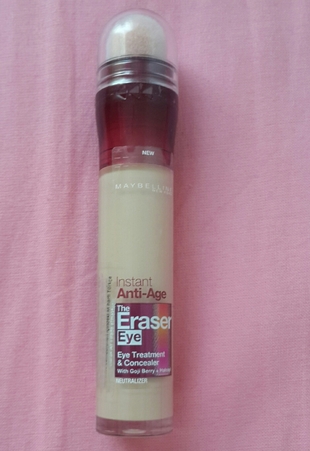 NEW
MAYBELLINE
Instant
Anti-Age
The
Eraser
Eye
Eye Treatment
& Concealer
With Goji Berry +
NEUTRALIZER